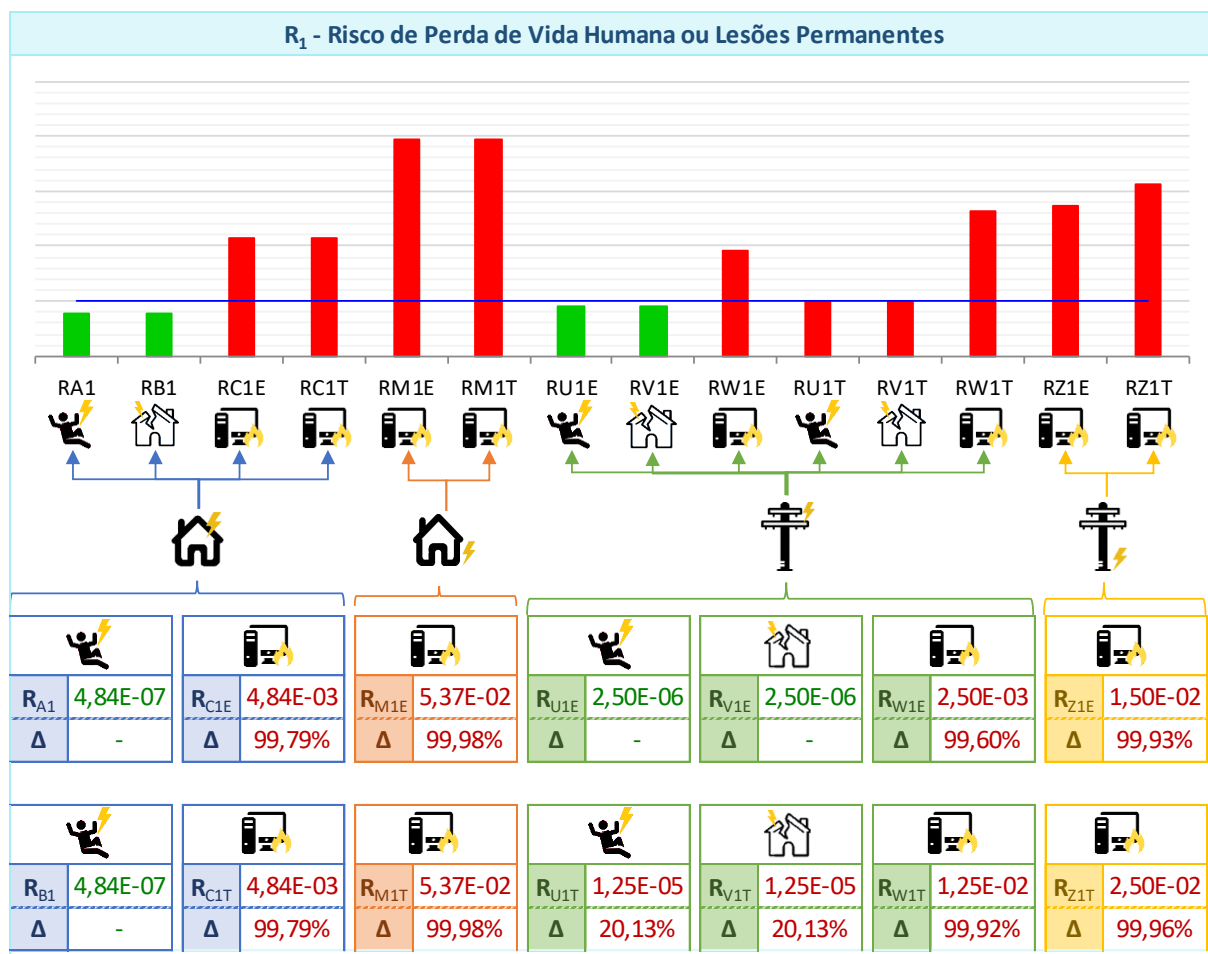 R1 - Risco de Perda de Vida Humana ou Lesões Permanentes
RA1 RB1 RC1E RC1T RM1E RM1T RU1E RV1E RW1E RU1T RV1T RW1T RZ1E RZ1T
RA1 4,84E-07 RC1E 4,84E-03 RM1E 5,37E-02 RU1E 2,50E-06 RV1E 2,50E-06 RW1E 2,50E-03 RZ1E 1,50E-02
Δ - Δ 99,79% Δ 99,98% Δ - Δ - Δ 99,60% Δ 99,93%
RB1 4,84E-07 RC1T 4,84E-03 RM1T 5,37E-02 RU1T 1,25E-05 RV1T 1,25E-05 RW1T 1,25E-02 RZ1T 2,50E-02
Δ - Δ 99,79% Δ 99,98% Δ 20,13% Δ 20,13% Δ 99,92% Δ 99,96%